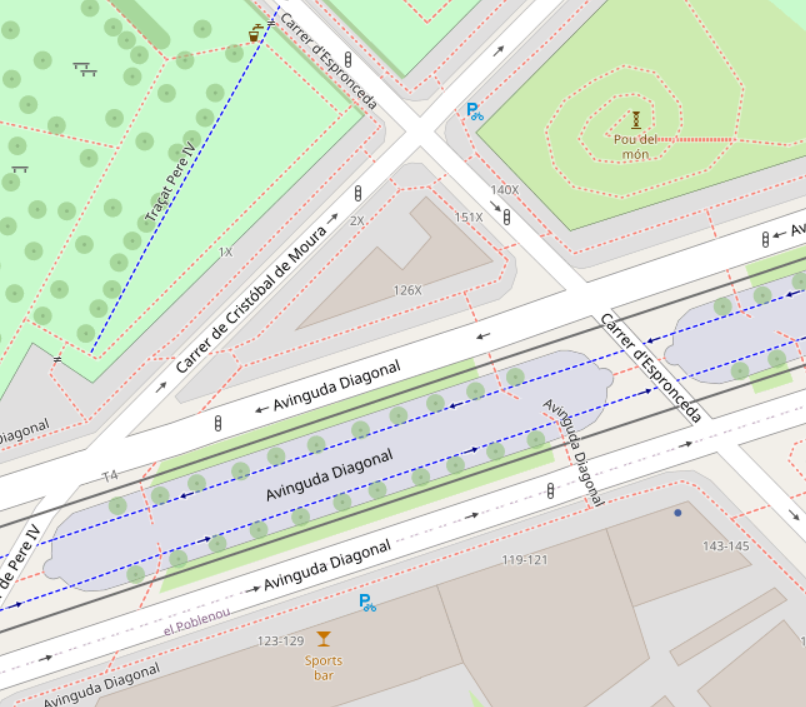 Carrer d'Espronceda
Pou del
món
Traçat Pere IV
140X
151X
2X
1X
Av
126X
Carrer de Cristóbal de Moura
Carrer d'Espronceda
Avinguda Diagonal
Diagonal
T4
Avinguda Diagonal
Avinguda Diagonal
de Pere IV
Avinguda Diagonal
119-121
143-145
el Poblenou
123-129
Sports
bar
1
Avinguda Diagonal